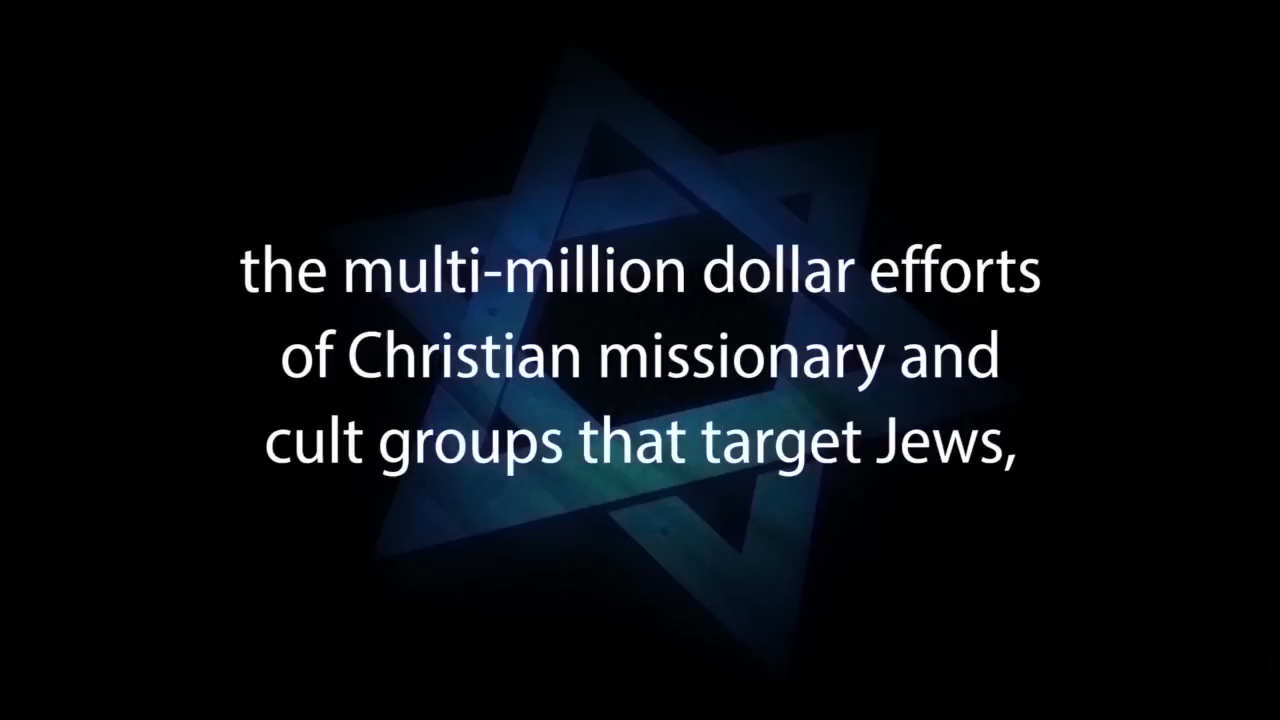 the multi-million dollar efforts
of Christian missionary and
cult groups that target Jews,